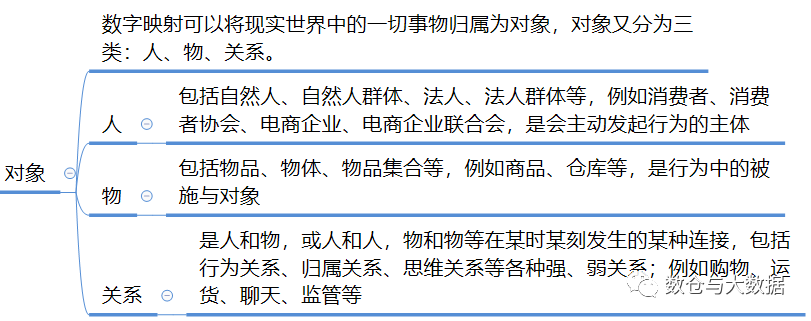 数字映射可以将现实世界中的一切事物归属为对象，对象又分为三
类：人、物、关系。
包括自然人、自然人群体、法人、法人群体等，例如消费者、消费
者协会、电商企业、电商企业联合会，是会主动发起行为的主体
人
对象
包括物品、物体、物品集合等，例如商品、仓库等，是行为中的被
施与对象
物
是人和物，或人和人，物和物等在某时某刻发生的某种连接，包括
行为关系、归属关系、思维关系等各种强、弱关系；例如购物、运
货、聊天、监管等
关系
数仓与大数据